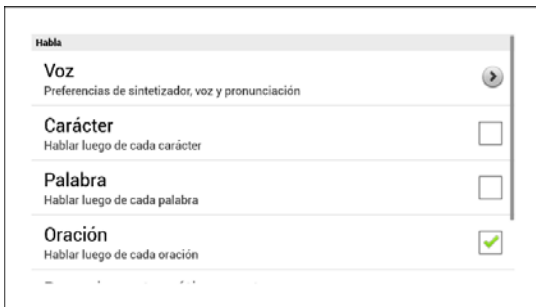 Habla
Voz
Preferencias de sintetizador, voz y pronunciación
Carácter
Hablar luego de cada carácter
Palabra
Hablar luego de cada palabra
Oración
Hablar luego de cada oración